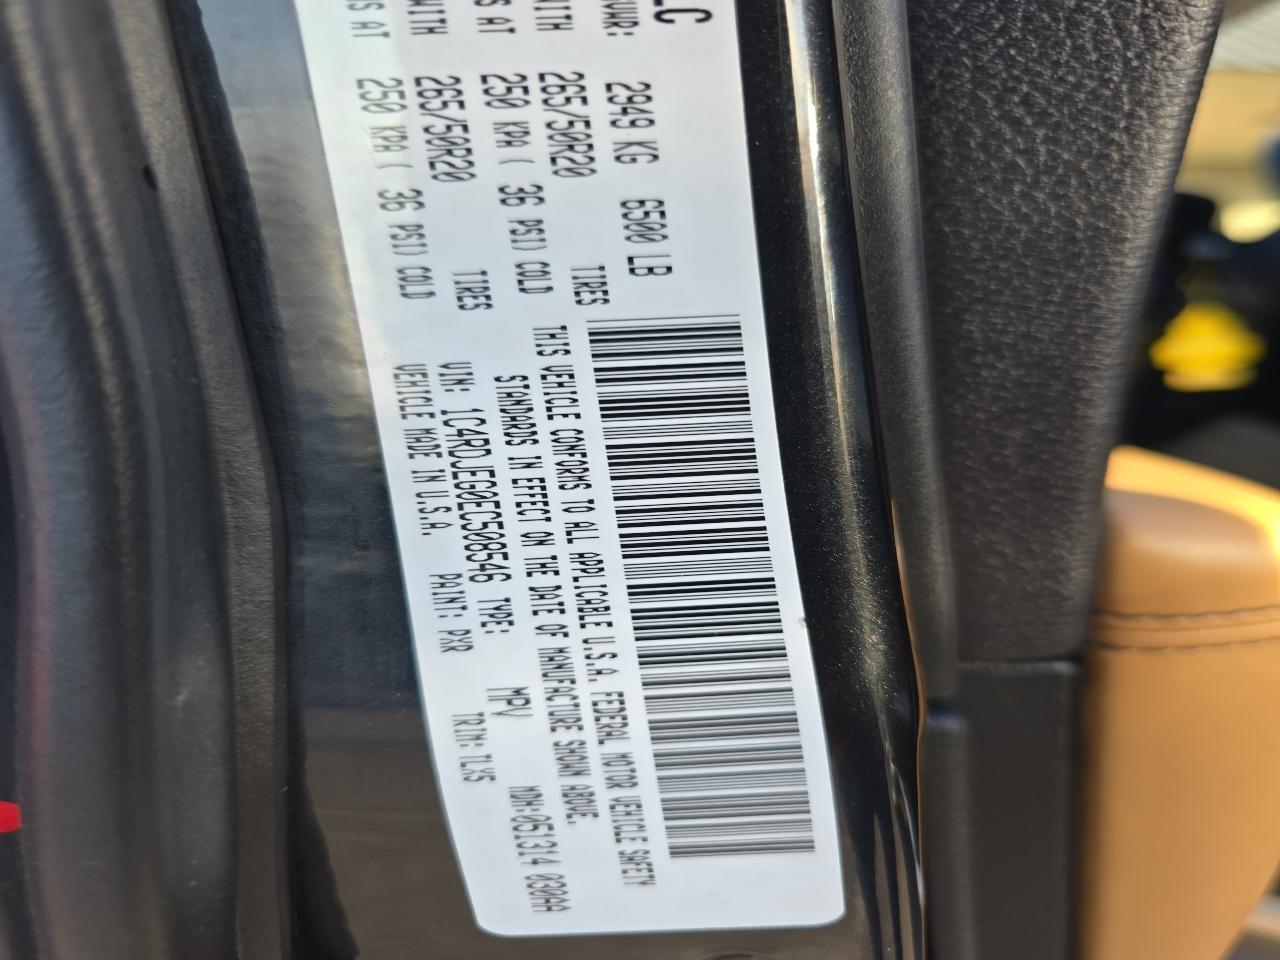 LC
VWR: 2949 KG 6500 LB
WITH 265/50R20 TIRES
S AT 250 KPA ( 36 PSI) COLD
WITH 265/50R20 TIRES
S AT 250 KPA ( 36 PSI) COLD
THIS VEHICLE CONFORMS TO ALL APPLICABLE U.S.A. FEDERAL MOTOR VEHICLE SAFETY
STANDARDS IN EFFECT ON THE DATE OF MANUFACTURE SHOWN ABOVE.
VIN: 1C4RDJEG0EC508546 TYPE: MPV MDH:051314 030AA
VEHICLE MADE IN U.S.A. PAINT: PXR TRIM: TLX5